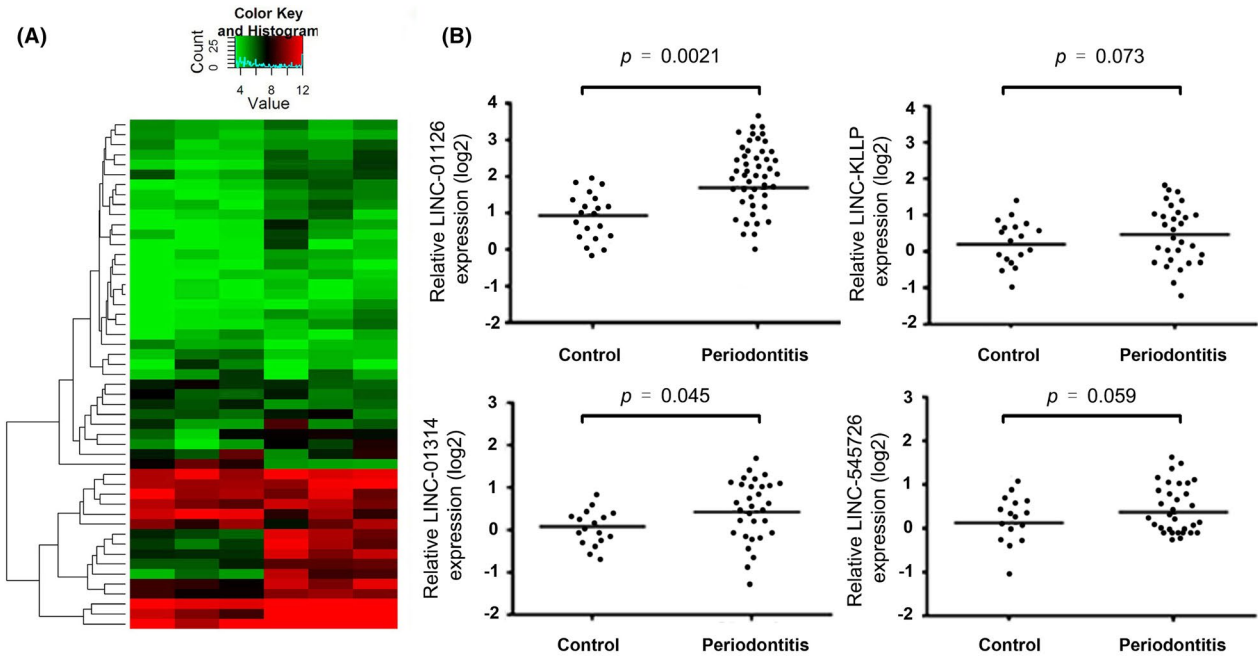 (A)
Color Key
and Histogram
Count
0 25
4 8 12
Value
(B)
p = 0.0021
Relative LINC-01126
expression (log2)
4
3
2
1
0
-1
-2
Control Periodontitis
p = 0.073
Relative LINC-KLLP
expression (log2)
4
3
2
1
0
-1
-2
Control Periodontitis
p = 0.045
Relative LINC-01314
expression (log2)
3
2
1
0
-1
-2
Control Periodontitis
p = 0.059
Relative LINC-545726
expression (log2)
3
2
1
0
-1
-2
Control Periodontitis